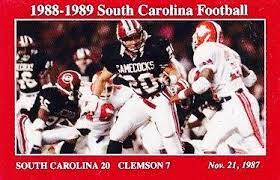 1988-1989 South Carolina Football
GAMECOCKS
20
SOUTH CAROLINA 20 CLEMSON 7 Nov. 21, 1987